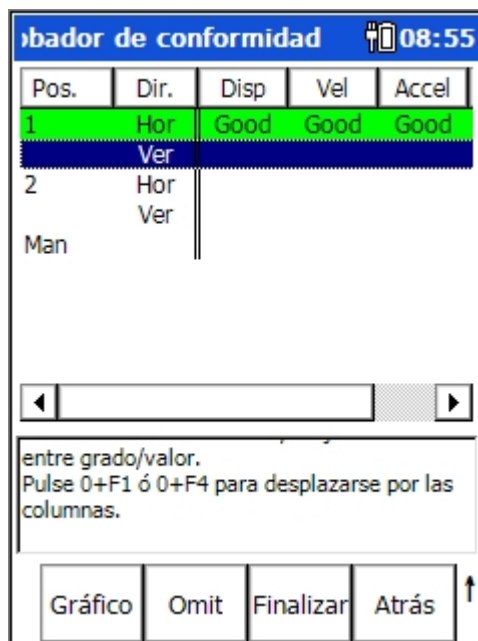 obador de conformidad 08:55
Pos. Dir. Disp Vel Accel
1 Hor Good Good Good
Ver
2 Hor
Ver
Man
entre grado/valor.
Pulse 0+F1 ó 0+F4 para desplazarse por las
columnas.
Gráfico Omit Finalizar Atrás